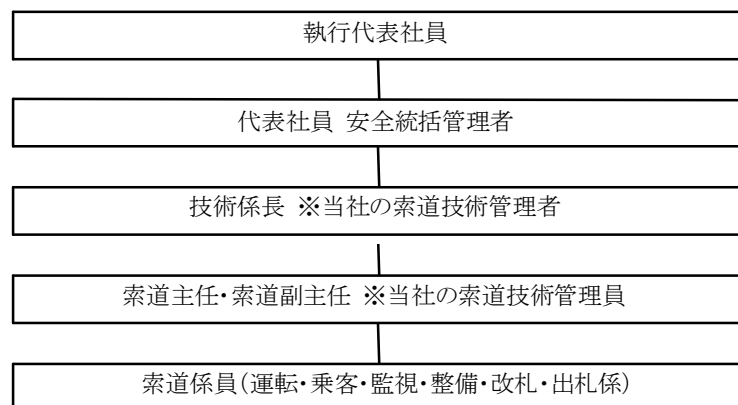 執行代表社員
代表社員 安全統括管理者
技術係長 ※当社の索道技術管理者
索道主任・索道副主任 ※当社の索道技術管理員
索道係員(運転・乗客・監視・整備・改札・出札係)